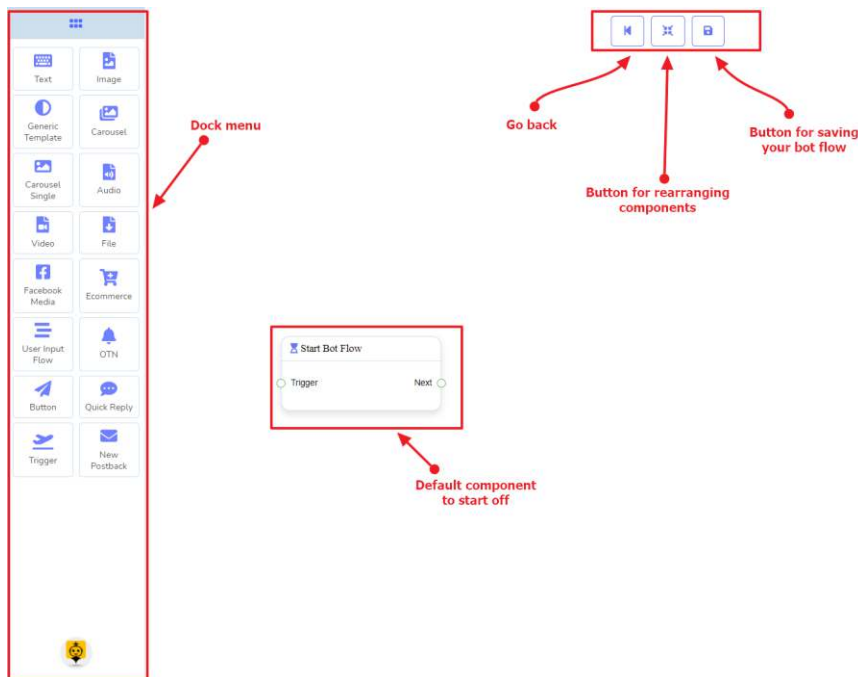 Text
Image
Generic
Template
Carousel
Carousel
Single
Audio
Video
File
Facebook
Media
Ecommerce
User Input
Flow
OTN
Button
Quick Reply
Trigger
New
Postback
Dock menu
Go back
Button for rearranging
components
Button for saving
your bot flow
Start Bot Flow
Trigger
Next
Default component
to start off